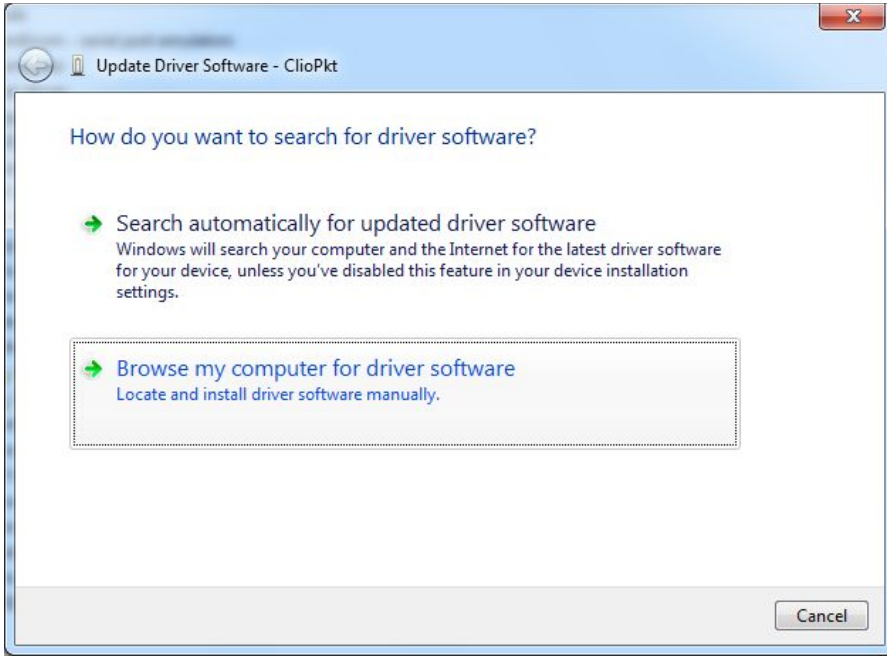 Update Driver Software - ClioPkt
How do you want to search for driver software?
Search automatically for updated driver software
Windows will search your computer and the Internet for the latest driver software
for your device, unless you've disabled this feature in your device installation
settings.
Browse my computer for driver software
Locate and install driver software manually.
Cancel